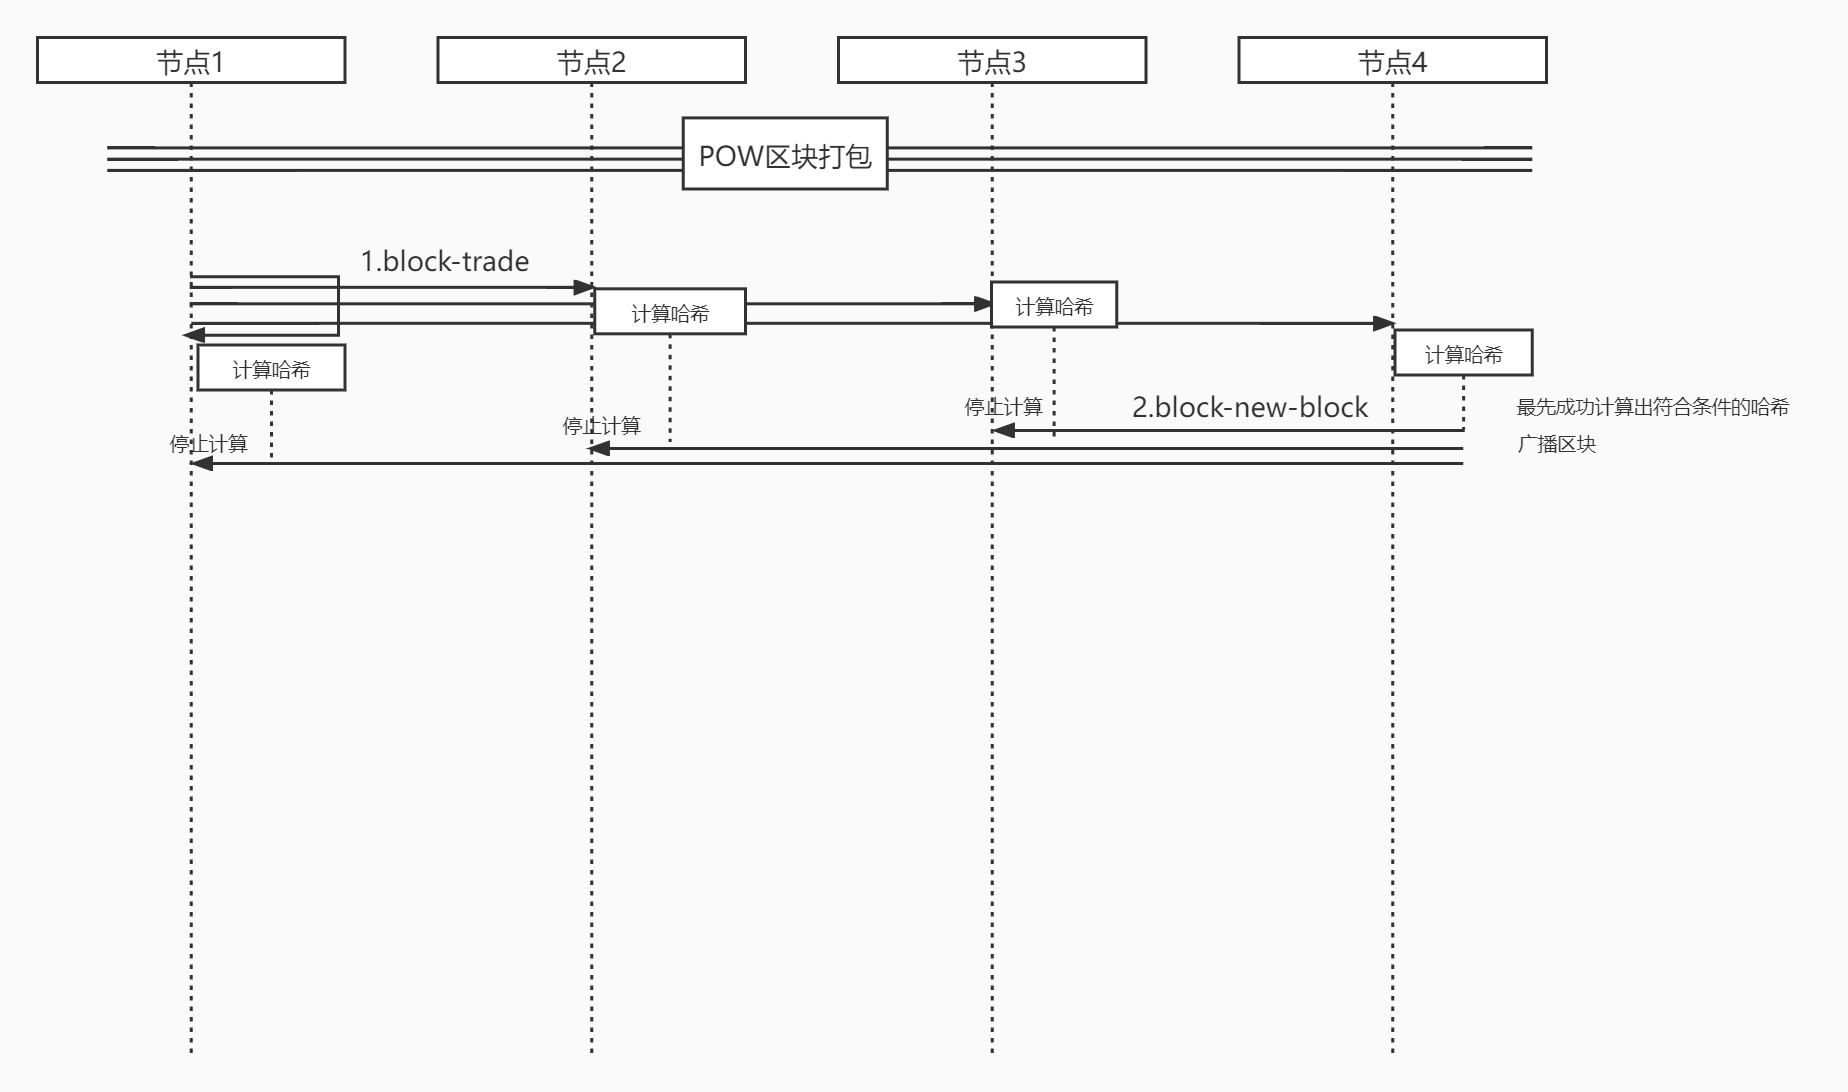 节点1
节点2
节点3
节点4
POW区块打包
1.block-trade
计算哈希
计算哈希
计算哈希
计算哈希
停止计算
停止计算
停止计算
2.block-new-block
最先成功计算出符合条件的哈希
广播区块